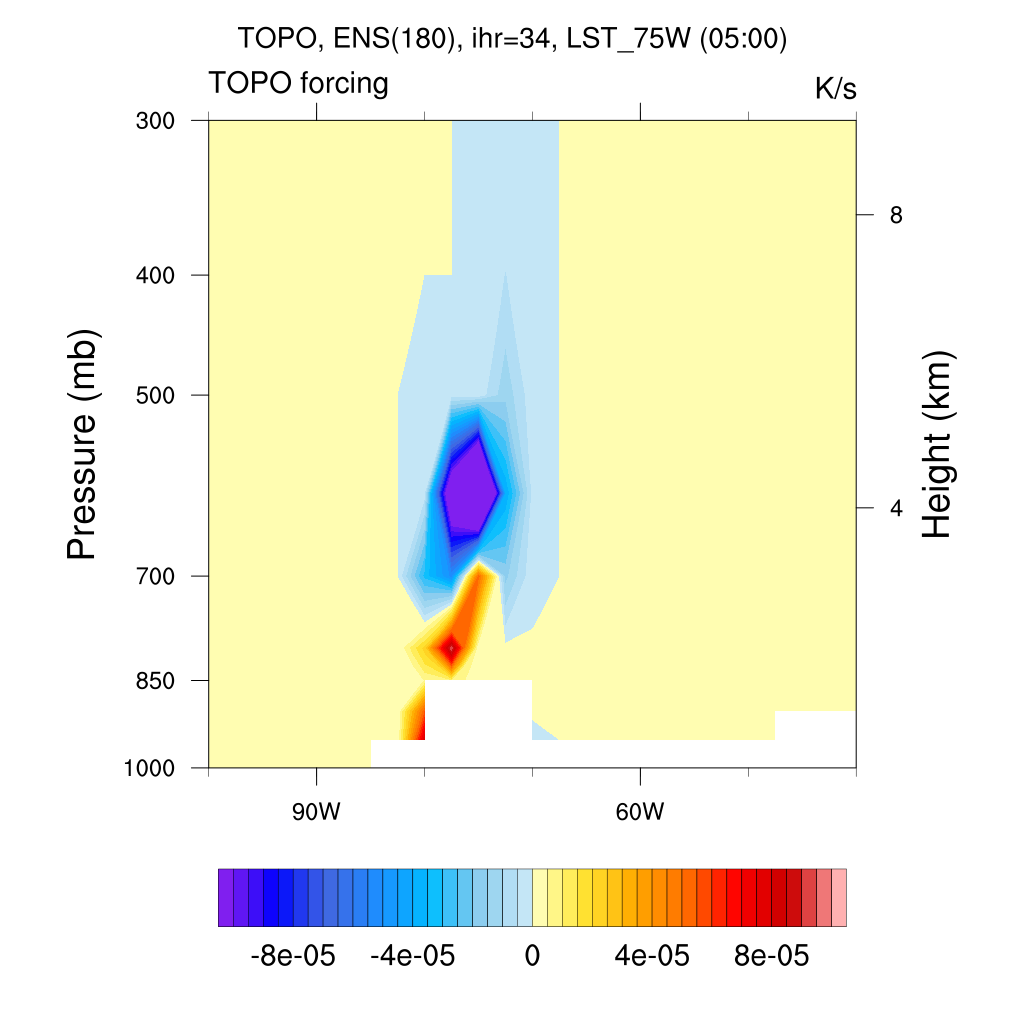 TOPO, ENS(180), ihr=34, LST_75W (05:00)
TOPO forcing
K/s
300
400
500
700
850
1000
Pressure (mb)
8
4
Height (km)
90W
60W
-8e-05
-4e-05
0
4e-05
8e-05